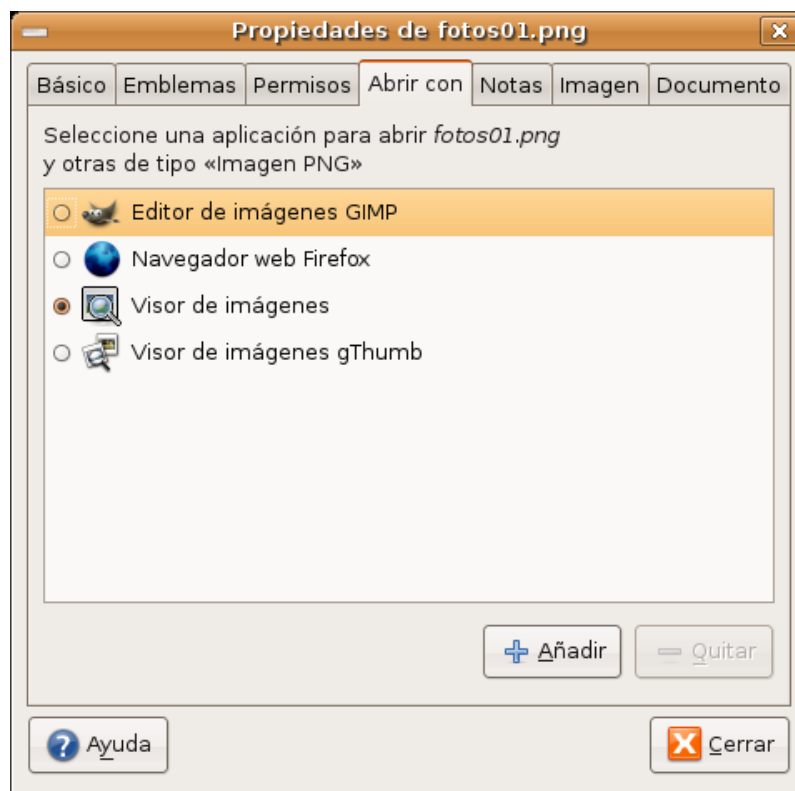 Propiedades de fotos01.png
Básico Emblemas Permisos Abrir con Notas Imagen Documento
Seleccione una aplicación para abrir fotos01.png
y otras de tipo «Imagen PNG»
Editor de imágenes GIMP
Navegador web Firefox
Visor de imágenes
Visor de imágenes gThumb
Añadir Quitar
Ayuda Cerrar